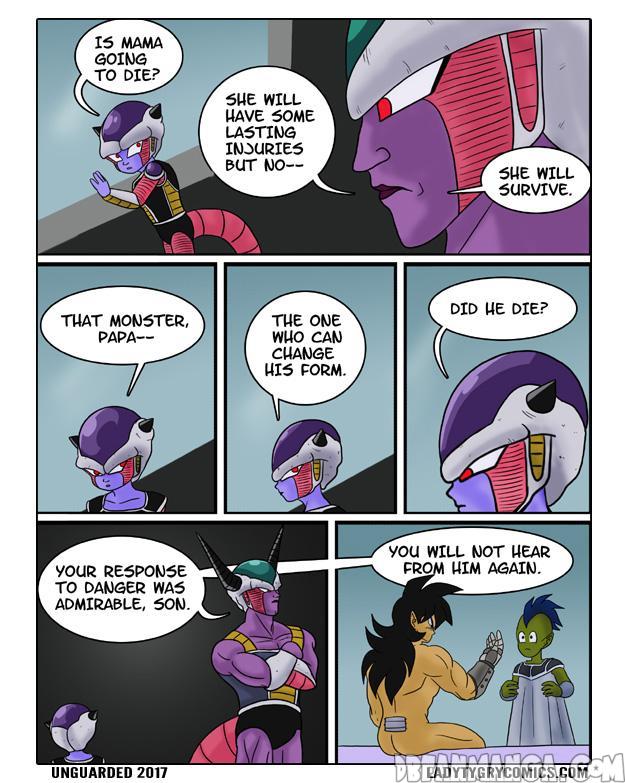 IS MAMA
GOING
TO DIE?
SHE WILL
HAVE SOME
LASTING
INJURIES
BUT NO--
SHE WILL
SURVIVE.
THAT MONSTER,
PAPA--
THE ONE
WHO CAN
CHANGE
HIS FORM.
DID HE DIE?
YOUR RESPONSE
TO DANGER WAS
ADMIRABLE, SON.
YOU WILL NOT HEAR
FROM HIM AGAIN.
UNGUARDED 2017
LADYTYGRYCOMICS.COM
DBFANMANGA.COM